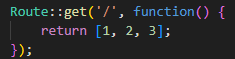 Route::get('/', function() {
    return [1, 2, 3];
});